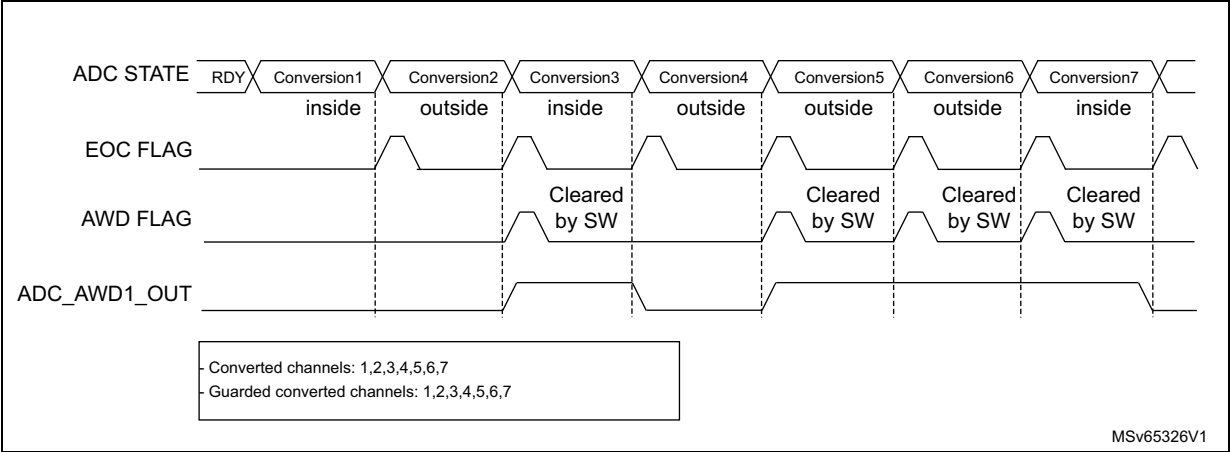 ADC STATE RDY Conversion1 Conversion2 Conversion3 Conversion4 Conversion5 Conversion6 Conversion7
inside outside inside outside outside outside inside
EOC FLAG
Cleared Cleared Cleared Cleared
AWD FLAG by SW by SW by SW by SW
ADC_AWD1_OUT
- Converted channels: 1,2,3,4,5,6,7
- Guarded converted channels: 1,2,3,4,5,6,7
MSv65326V1